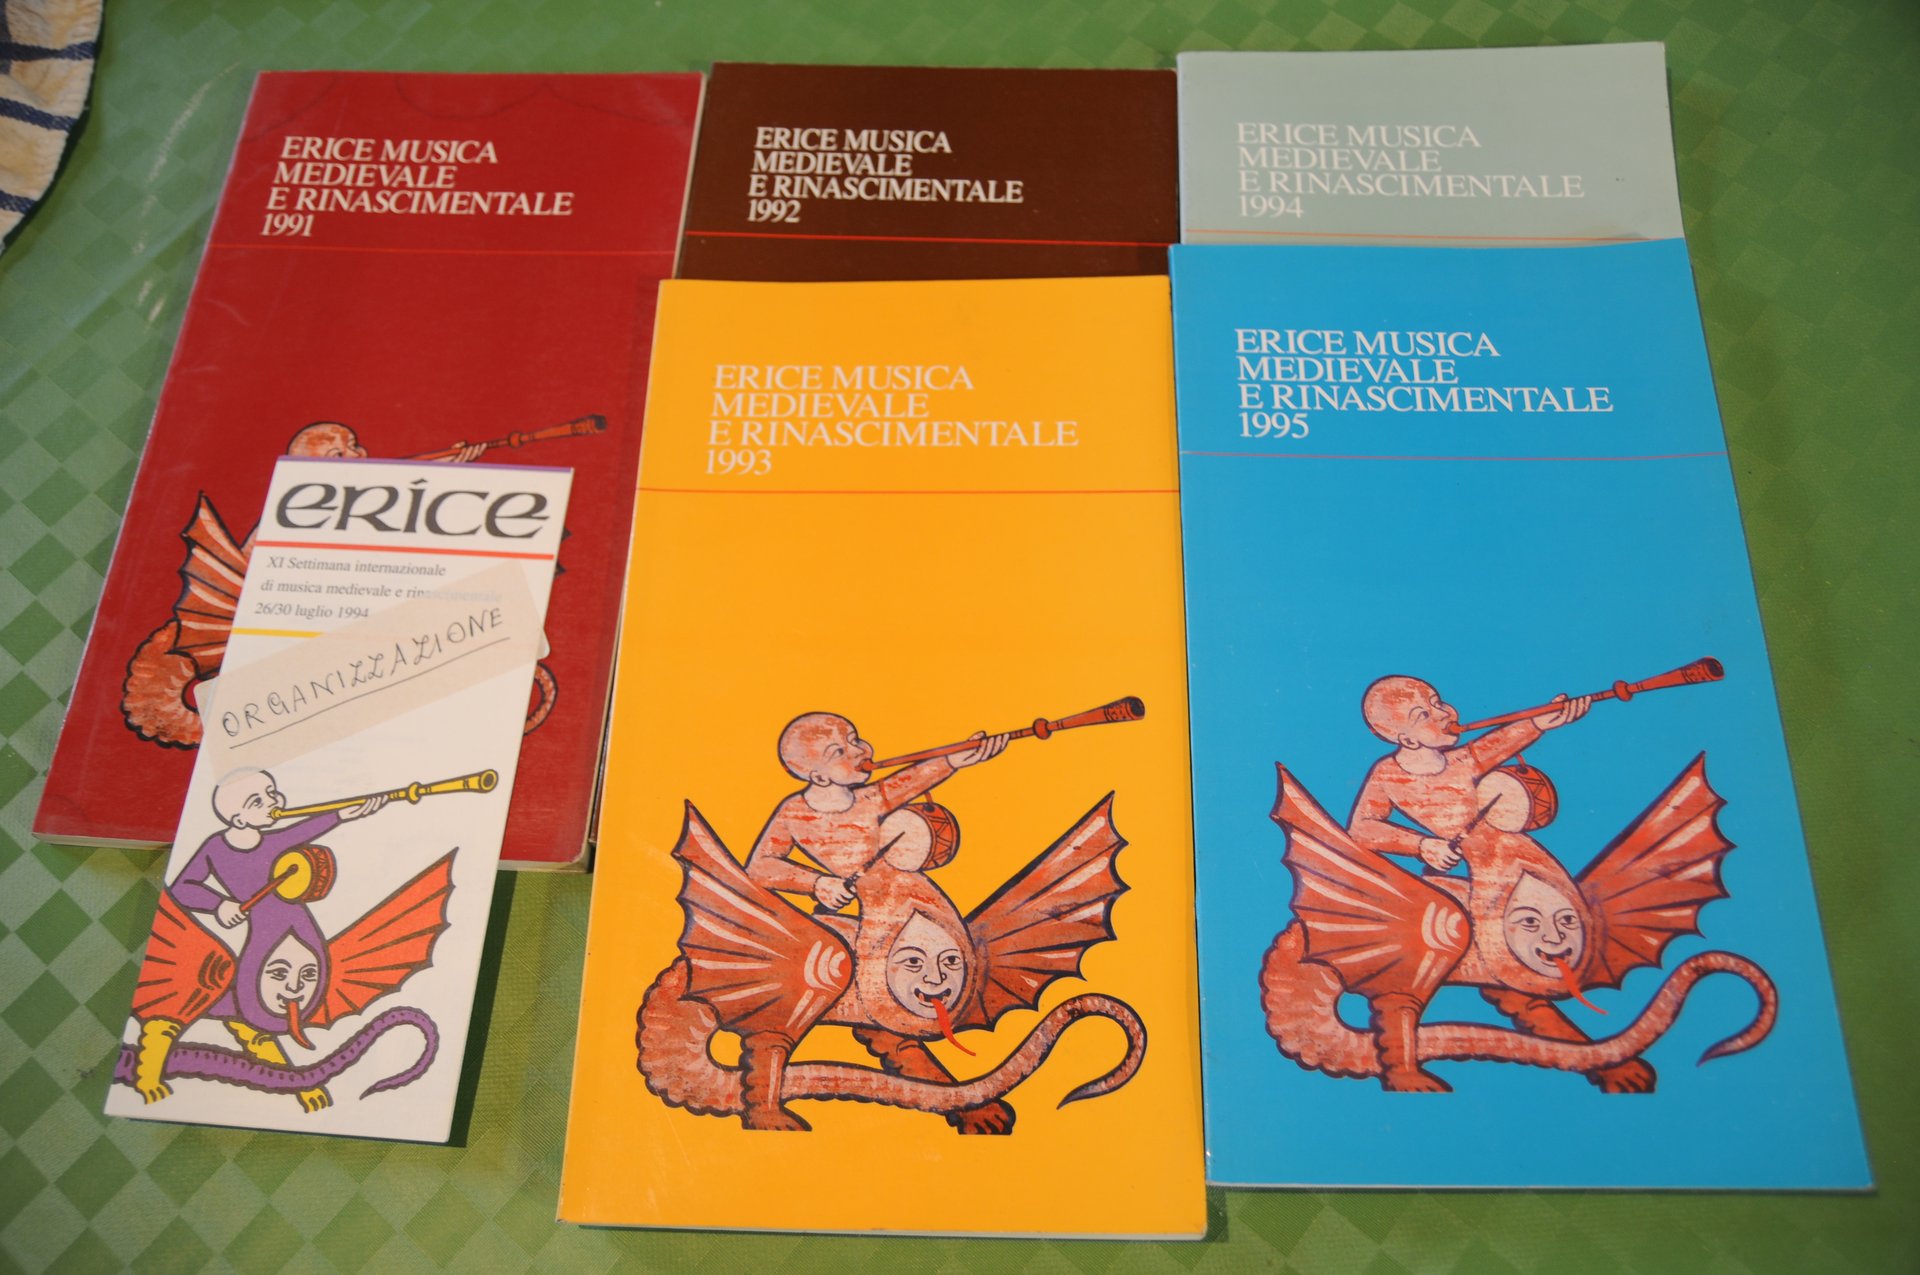 ERICE MUSICA
MEDIEVALE
E RINASCIMENTALE
1991
ERICE MUSICA
MEDIEVALE
E RINASCIMENTALE
1992
ERICE MUSICA
MEDIEVALE
E RINASCIMENTALE
1994
ERICE MUSICA
MEDIEVALE
E RINASCIMENTALE
1993
ERICE MUSICA
MEDIEVALE
E RINASCIMENTALE
1995
erice
XI Settimana internazionale
di musica medievale e rinascimentale
26/30 luglio 1994
ORGANIZZAZIONE